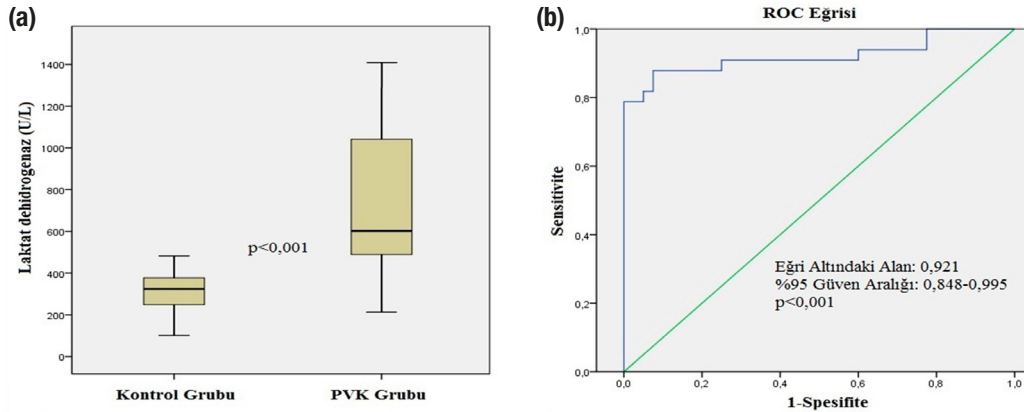 (a)
Laktat dehidrogenaz (U/L)
1400
1200
1000
800
600
400
200
0
p<0,001
Kontrol Grubu
PVK Grubu
(b)
ROC Eğrisi
Sensitivite
1,0
0,8
0,6
0,4
0,2
0,0
Eğri Altındaki Alan: 0,921
%95 Güven Aralığı: 0,848-0,995
p<0,001
0,0
0,2
0,4
0,6
0,8
1,0
1-Spesifite